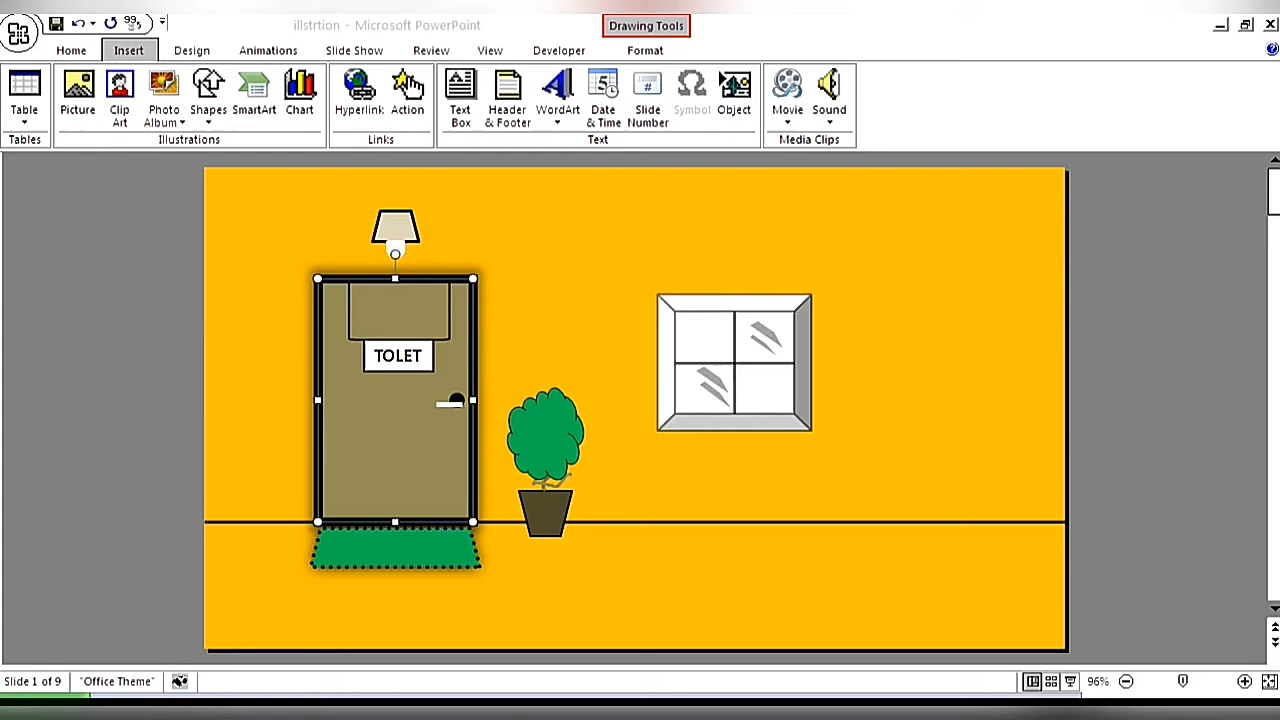 99%
illstrtion - Microsoft PowerPoint
Drawing Tools
Home Insert Design Animations Slide Show Review View Developer Format
Table
Picture
Clip Art
Photo Album
Shapes
SmartArt
Chart
Hyperlink
Action
Text Box
Header & Footer
WordArt
Date & Time
Slide Number
Symbol
Object
Movie
Sound
Tables
Illustrations
Links
Text
Media Clips
TOLET
Slide 1 of 9
"Office Theme"
96%